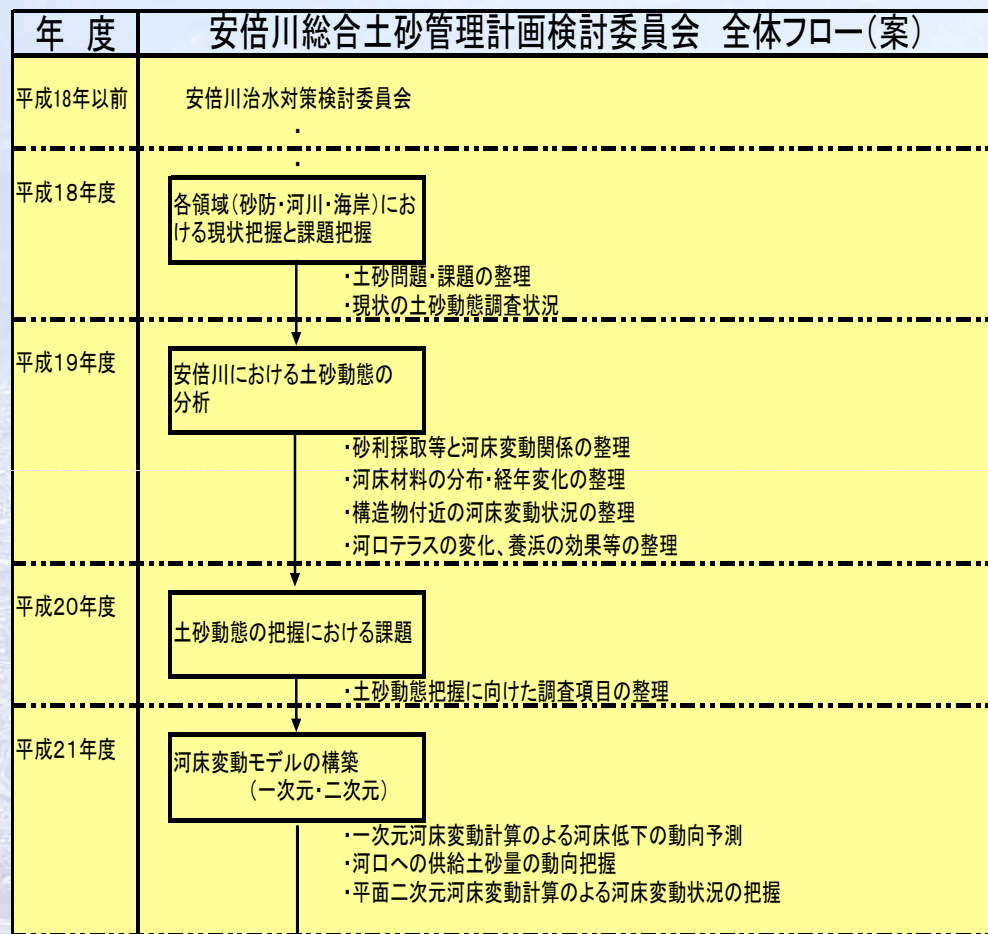 年 度
安倍川総合土砂管理計画検討委員会 全体フロー(案)
平成18年以前
安倍川治水対策検討委員会
・
・
平成18年度
各領域(砂防・河川・海岸)にお
ける現状把握と課題把握
・土砂問題・課題の整理
・現状の土砂動態調査状況
平成19年度
安倍川における土砂動態の
分析
・砂利採取等と河床変動関係の整理
・河床材料の分布・経年変化の整理
・構造物付近の河床変動状況の整理
・河口テラスの変化、養浜の効果等の整理
平成20年度
土砂動態の把握における課題
・土砂動態把握に向けた調査項目の整理
平成21年度
河床変動モデルの構築
(一次元・二次元)
・一次元河床変動計算のよる河床低下の動向予測
・河口への供給土砂量の動向把握
・平面二次元河床変動計算のよる河床変動状況の把握